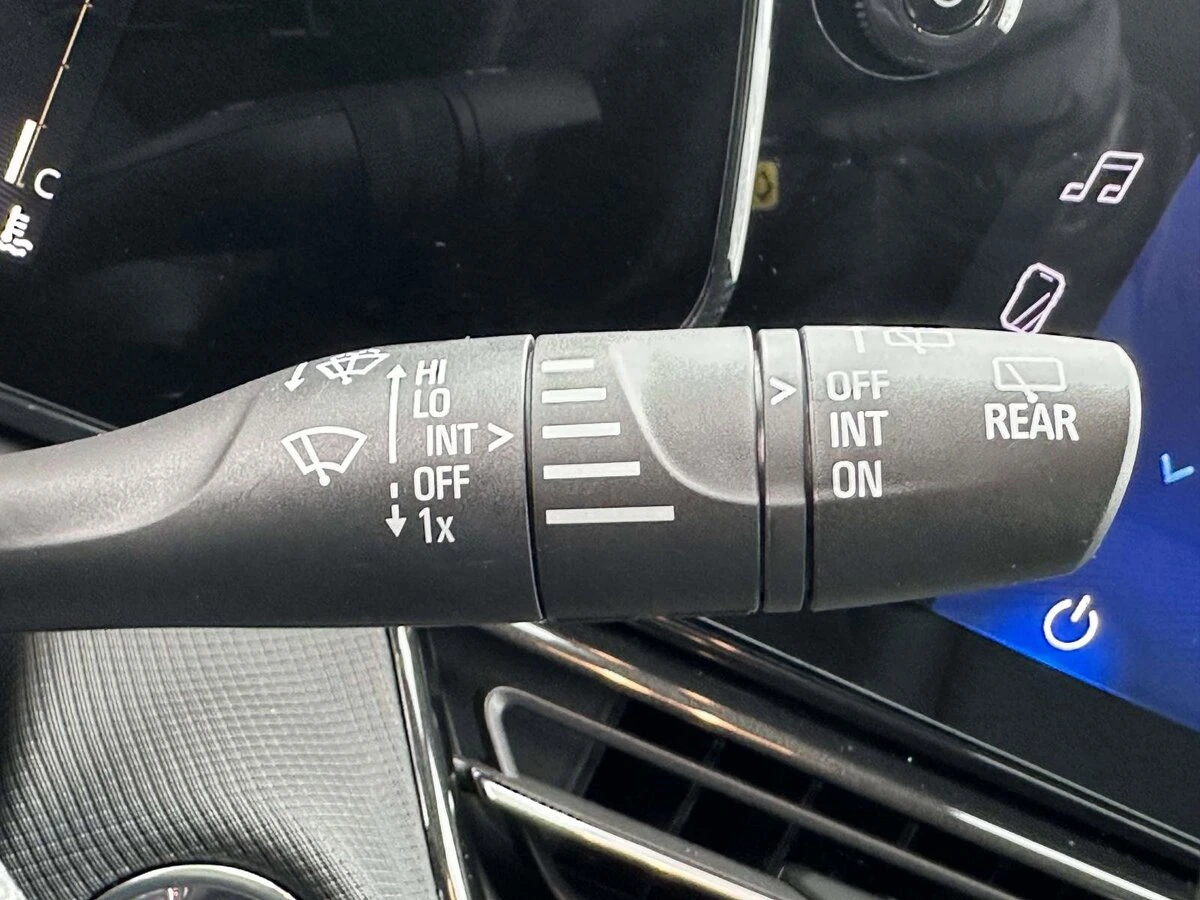 C
HI
LO
INT >
OFF
1x
>
OFF
INT
ON
REAR